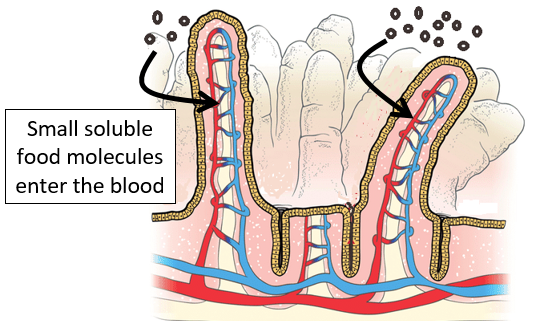 Small soluble
food molecules
enter the blood